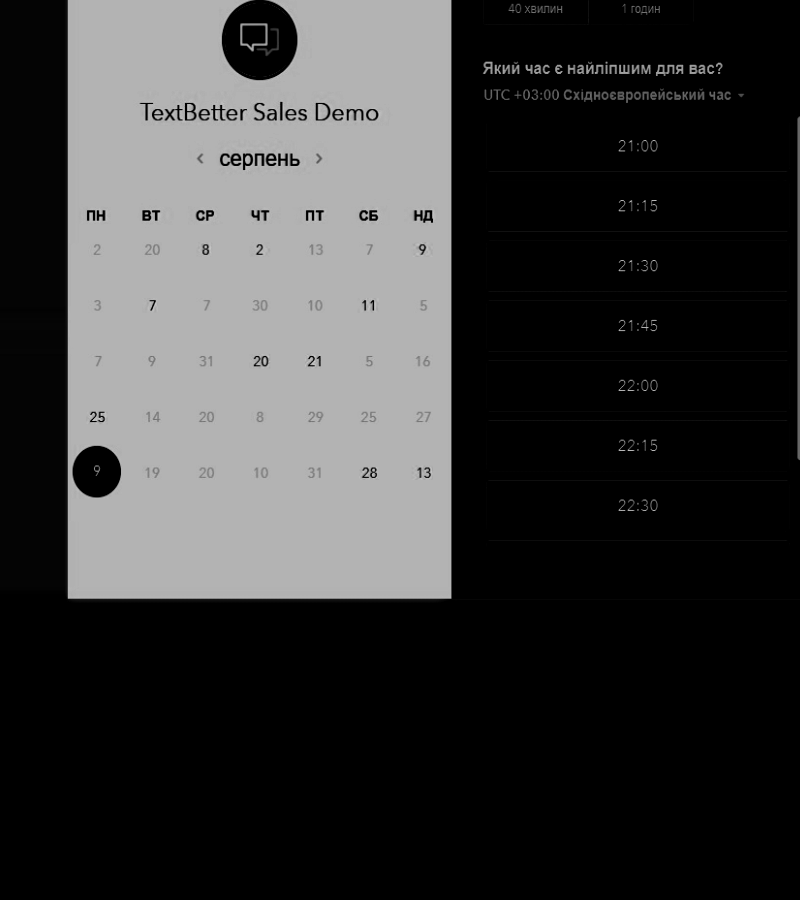 40 хвилин 1 годин
TextBetter Sales Demo
серпень
ПН ВТ СР ЧТ ПТ СБ НД
2 20 8 2 13 7 9
3 7 7 30 10 11 5
7 9 31 20 21 5 16
25 14 20 8 29 25 27
9 19 20 10 31 28 13
Який час є найліпшим для вас?
UTC +03:00 Східноєвропейський час
21:00
21:15
21:30
21:45
22:00
22:15
22:30